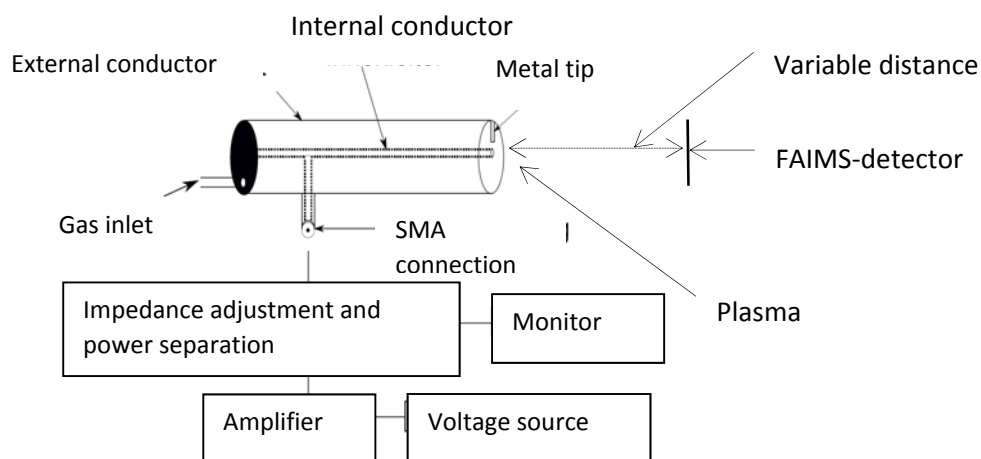 Internal conductor
External conductor
Metal tip
Variable distance
FAIMS-detector
Gas inlet
SMA
connection
Plasma
Impedance adjustment and
power separation
Monitor
Amplifier
Voltage source